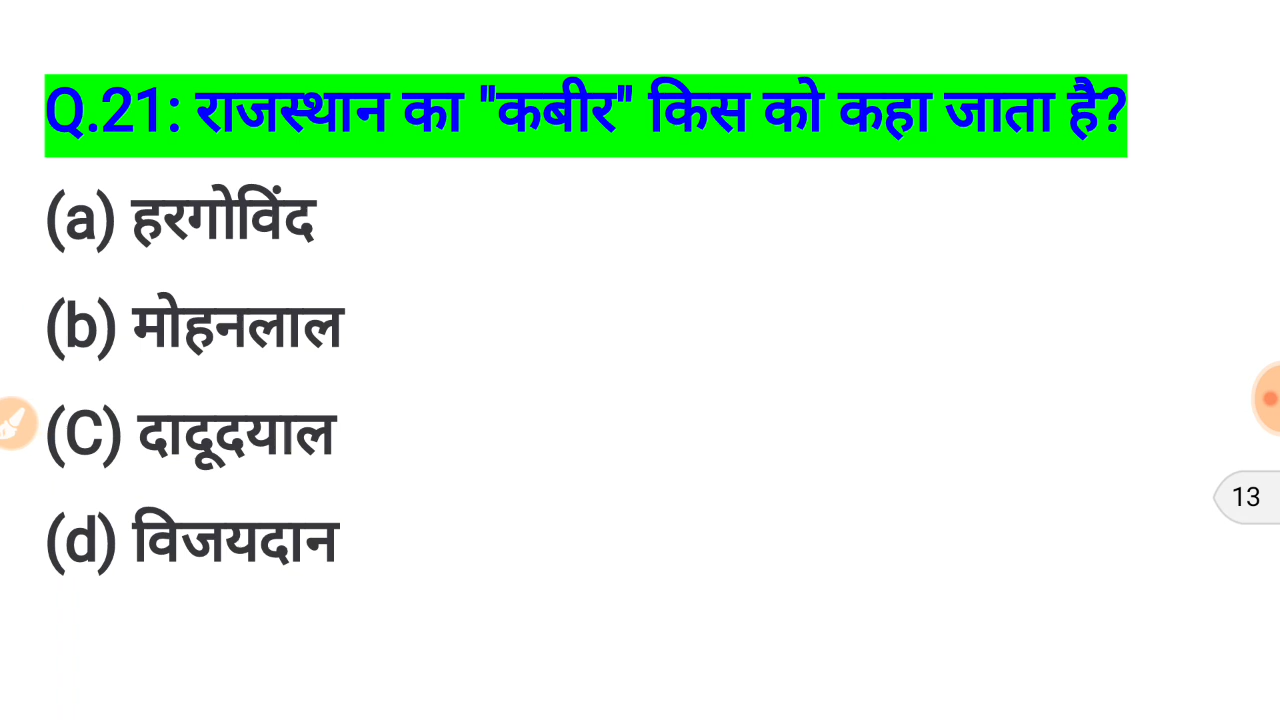 Q.21: राजस्थान का "कबीर" किस को कहा जाता है?
(a) हरगोविंद
(b) मोहनलाल
(C) दादूदयाल
13
(d) विजयदान